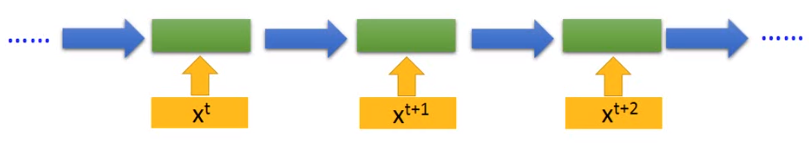 ...... ......
x^t x^{t+1} x^{t+2}